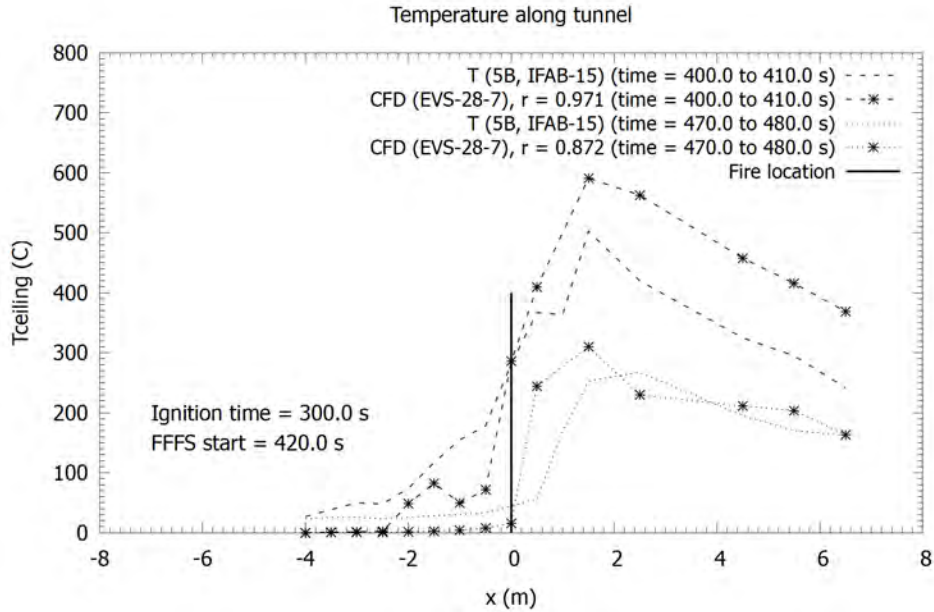 Temperature along tunnel
800
700
600
500
400
300
200
100
0
Tceiling (C)
T (5B, IFAB-15) (time = 400.0 to 410.0 s)
CFD (EVS-28-7), r = 0.971 (time = 400.0 to 410.0 s)
T (5B, IFAB-15) (time = 470.0 to 480.0 s)
CFD (EVS-28-7), r = 0.872 (time = 470.0 to 480.0 s)
Fire location
Ignition time = 300.0 s
FFFS start = 420.0 s
-8 -6 -4 -2 0 2 4 6 8
x (m)